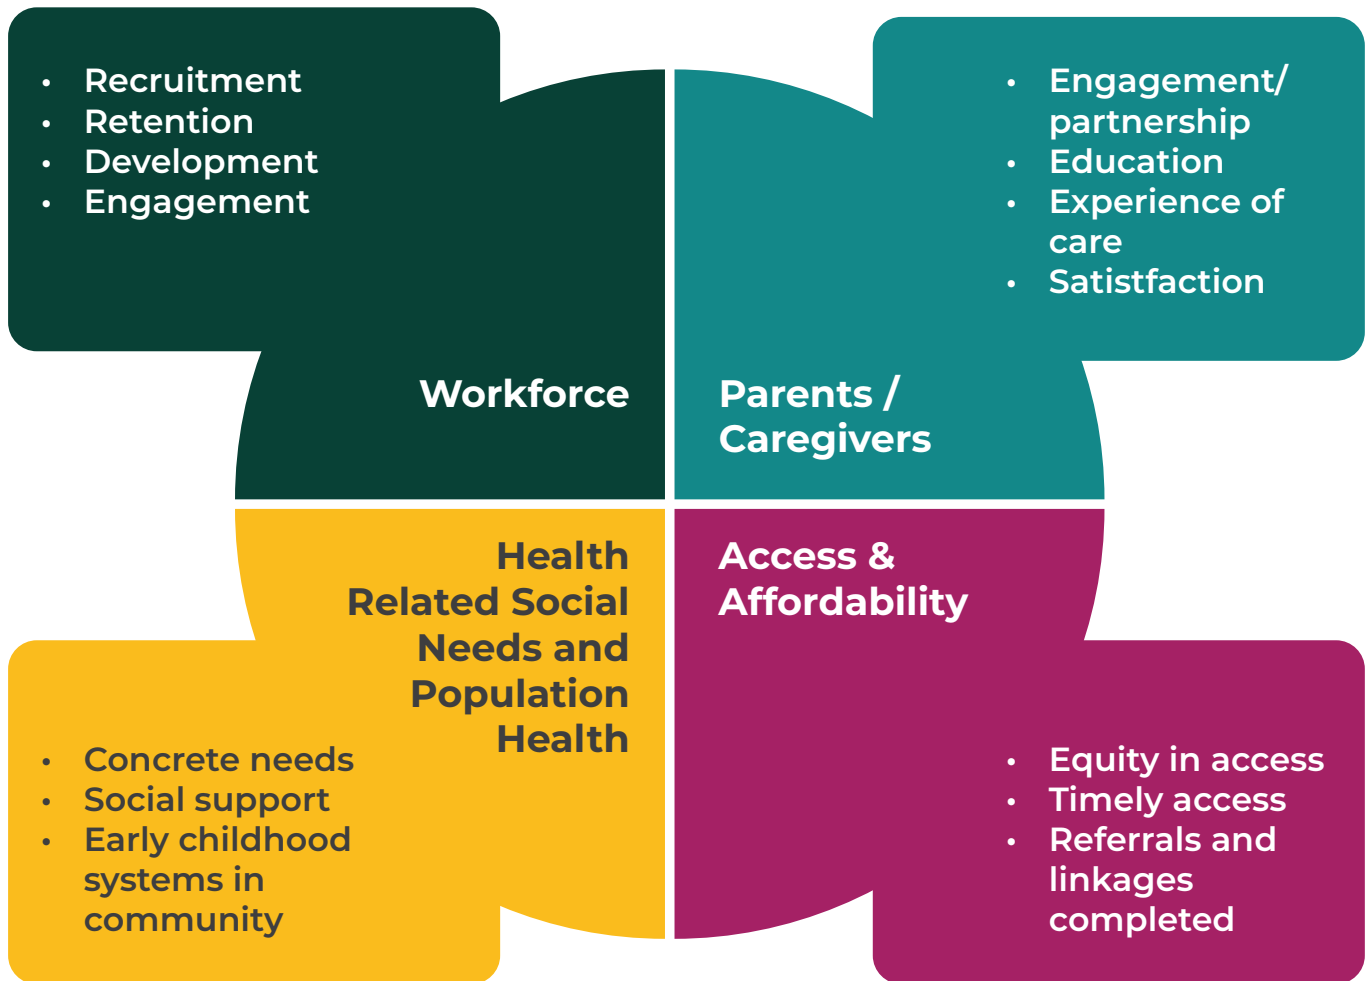 • Recruitment
• Retention
• Development
• Engagement
Workforce
• Engagement/
partnership
• Education
• Experience of
care
• Satistfaction
Parents /
Caregivers
Health
Related Social
Needs and
Population
Health
• Concrete needs
• Social support
• Early childhood
systems in
community
Access &
Affordability
• Equity in access
• Timely access
• Referrals and
linkages
completed